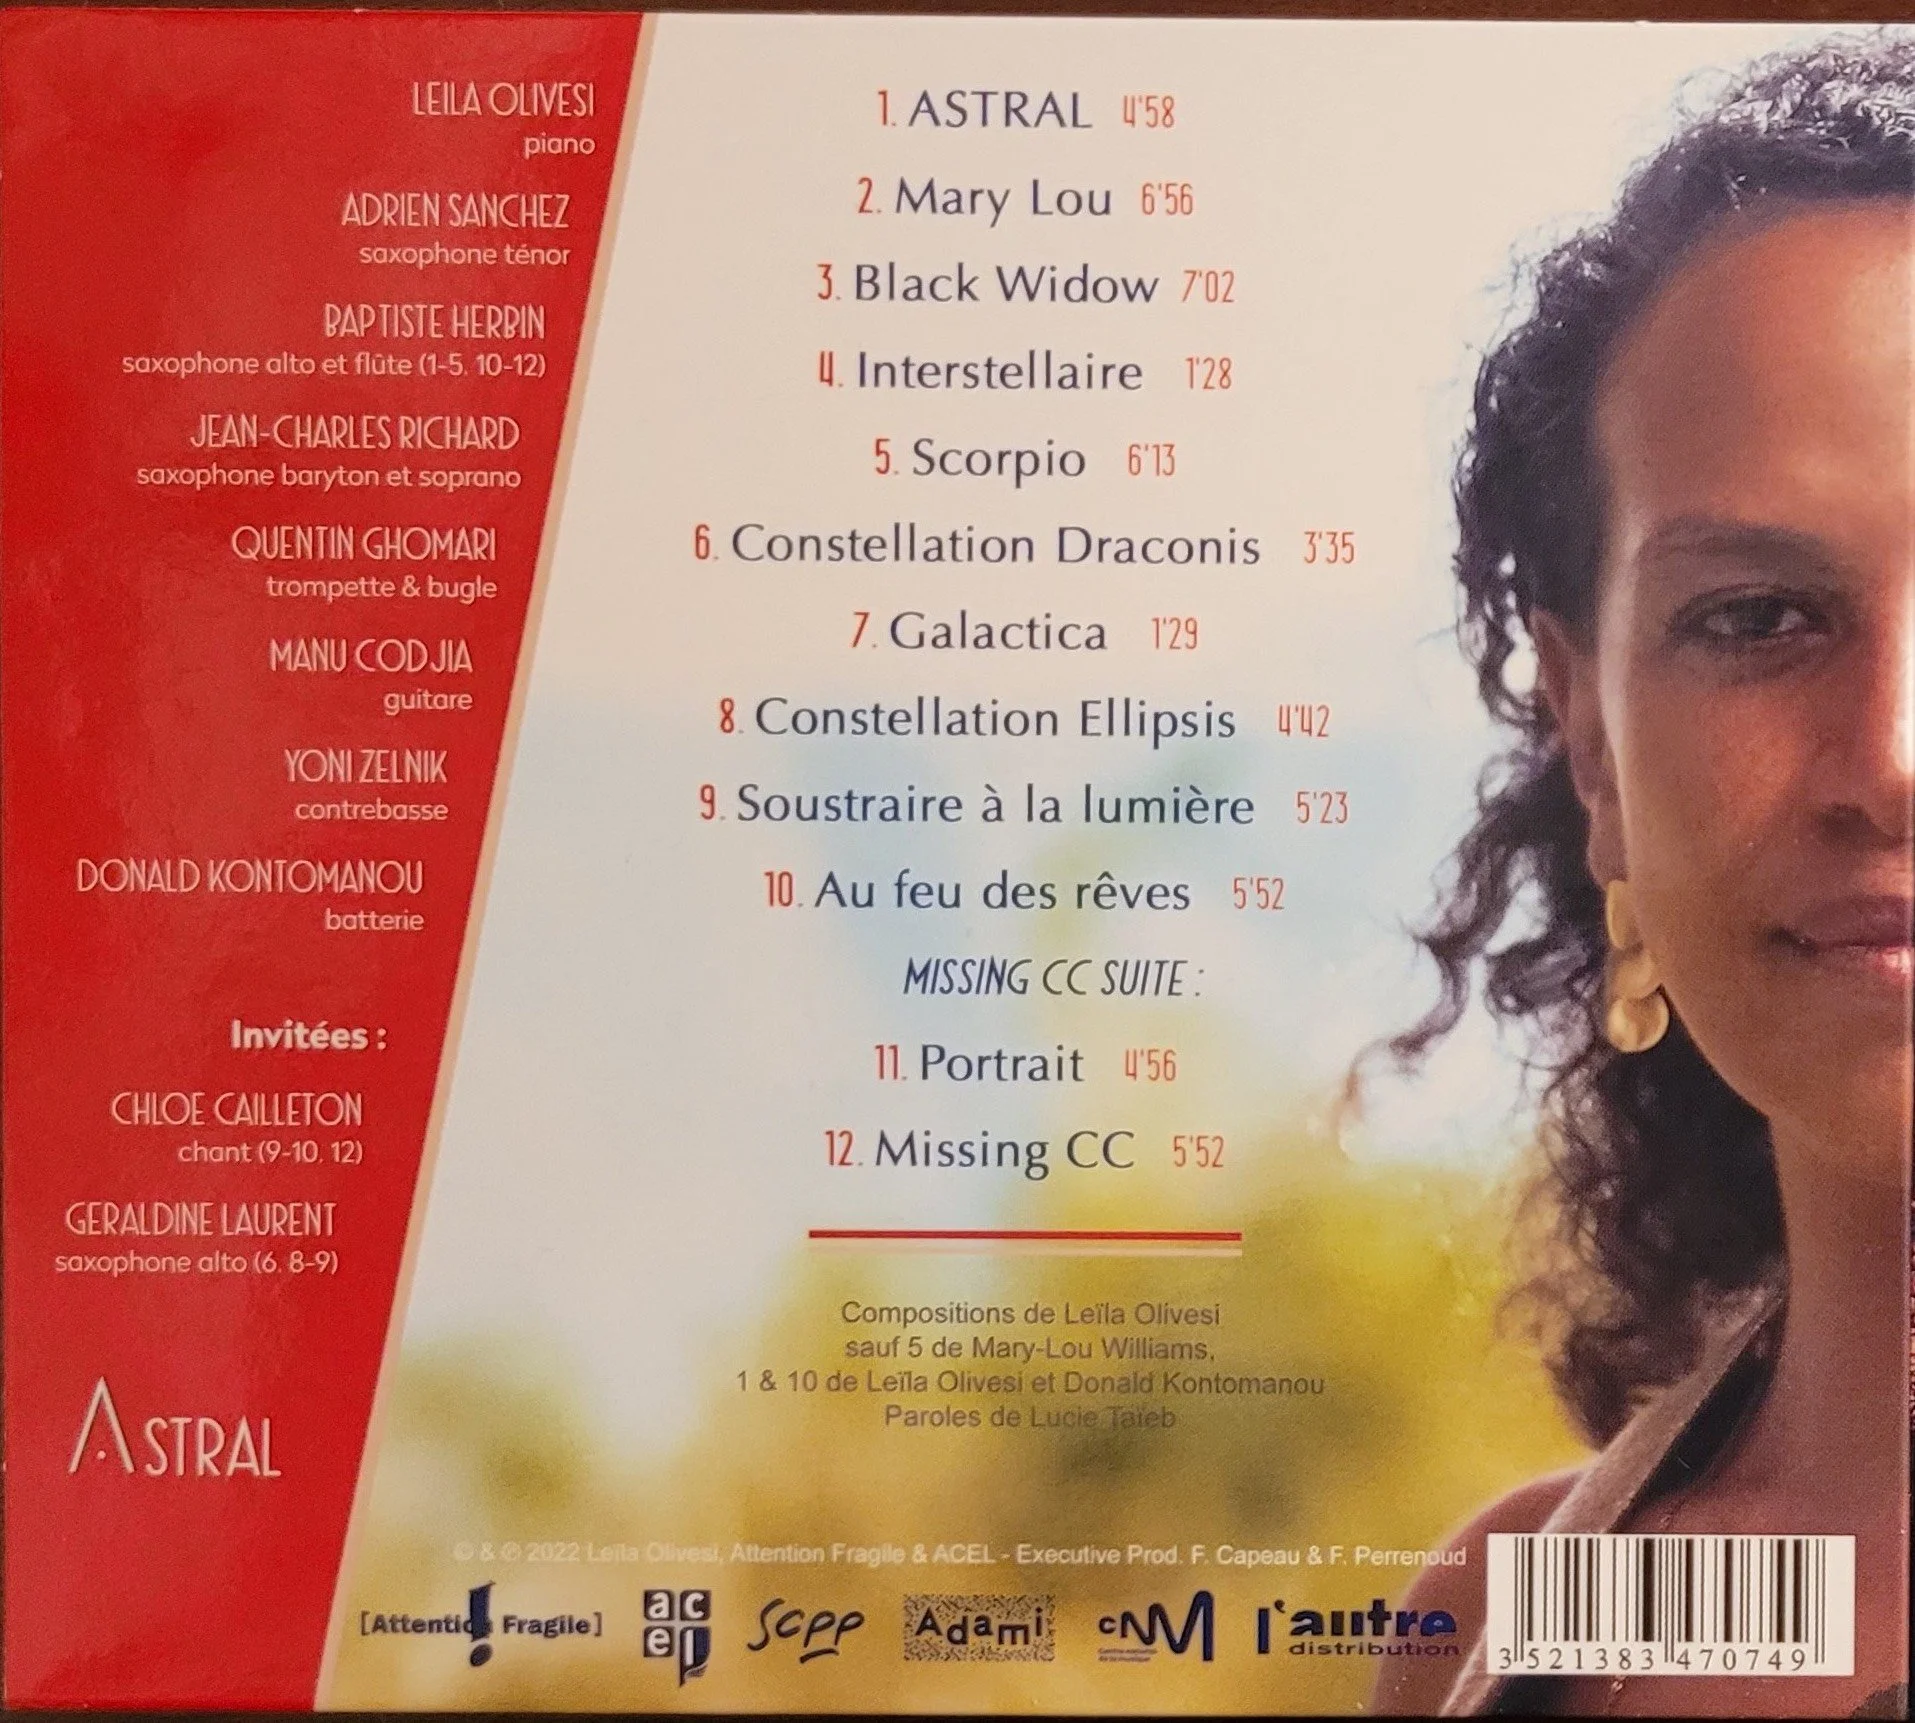 LEILA OLIVESI
piano
ADRIEN SANCHEZ
saxophone ténor
BAPTISTE HERBIN
saxophone alto et flûte (1-5, 10-12)
JEAN-CHARLES RICHARD
saxophone baryton et soprano
QUENTIN GHOMARI
trompette & bugle
MANU CODJIA
guitare
YONI ZELNIK
contrebasse
DONALD KONTOMANOU
batterie
Invitées :
CHLOE CAILLETON
chant (9-10, 12)
GERALDINE LAURENT
saxophone alto (6, 8-9)
ASTRAL
1. ASTRAL 4'58
2. Mary Lou 6'56
3. Black Widow 7'02
4. Interstellaire 1'28
5. Scorpio 6'13
6. Constellation Draconis 3'35
7. Galactica 1'29
8. Constellation Ellipsis 4'42
9. Soustraire à la lumière 5'23
10. Au feu des rêves 5'52
MISSING CC SUITE :
11. Portrait 4'56
12. Missing CC 5'52
Compositions de Leïla Olivesi
sauf 5 de Mary-Lou Williams,
1 & 10 de Leïla Olivesi et Donald Kontomanou
Paroles de Lucie Taïeb
© & ℗ 2022 Leïla Olivesi, Attention Fragile & ACEL - Executive Prod. F. Capeau & F. Perrenoud
[Attention Fragile]
acel
SCPP
Adami
CNM
l'autre
distribution
3 521383 470749